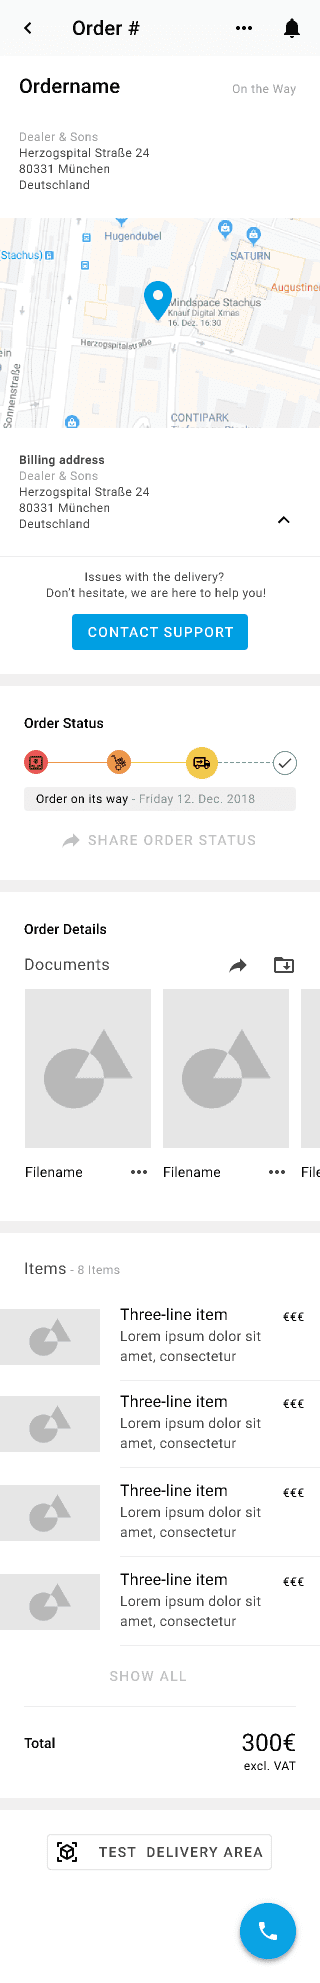 Order #
Ordername
On the Way
Dealer & Sons
Herzogspital Straße 24
80331 München
Deutschland
Hugendubel
Stachus)
SATURN
Augustiner
Mindspace Stachus
Knauf Digital Xmas
16. Dez. 16:30
Herzogspitalstraße
ein
Sonnenstraße
CONTIPARK
Billing address
Dealer & Sons
Herzogspital Straße 24
80331 München
Deutschland
Issues with the delivery?
Don't hesitate, we are here to help you!
CONTACT SUPPORT
Order Status
Order on its way - Friday 12. Dec. 2018
SHARE ORDER STATUS
Order Details
Documents
Filename
Filename
File
Items - 8 Items
Three-line item
€€€
Lorem ipsum dolor sit
amet, consectetur
Three-line item
€€€
Lorem ipsum dolor sit
amet, consectetur
Three-line item
€€€
Lorem ipsum dolor sit
amet, consectetur
Three-line item
€€€
Lorem ipsum dolor sit
amet, consectetur
SHOW ALL
Total
300€
excl. VAT
TEST DELIVERY AREA